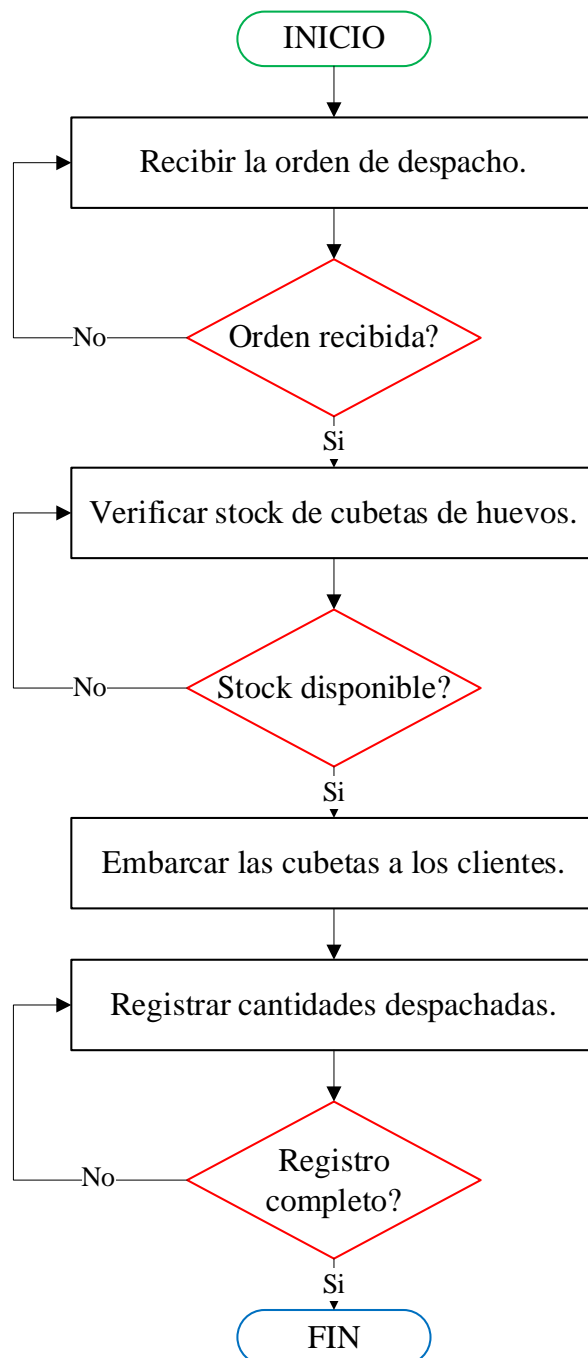 INICIO
Recibir la orden de despacho.
Orden recibida?
No
Si
Verificar stock de cubetas de huevos.
Stock disponible?
No
Si
Embarcar las cubetas a los clientes.
Registrar cantidades despachadas.
Registro
completo?
No
Si
FIN